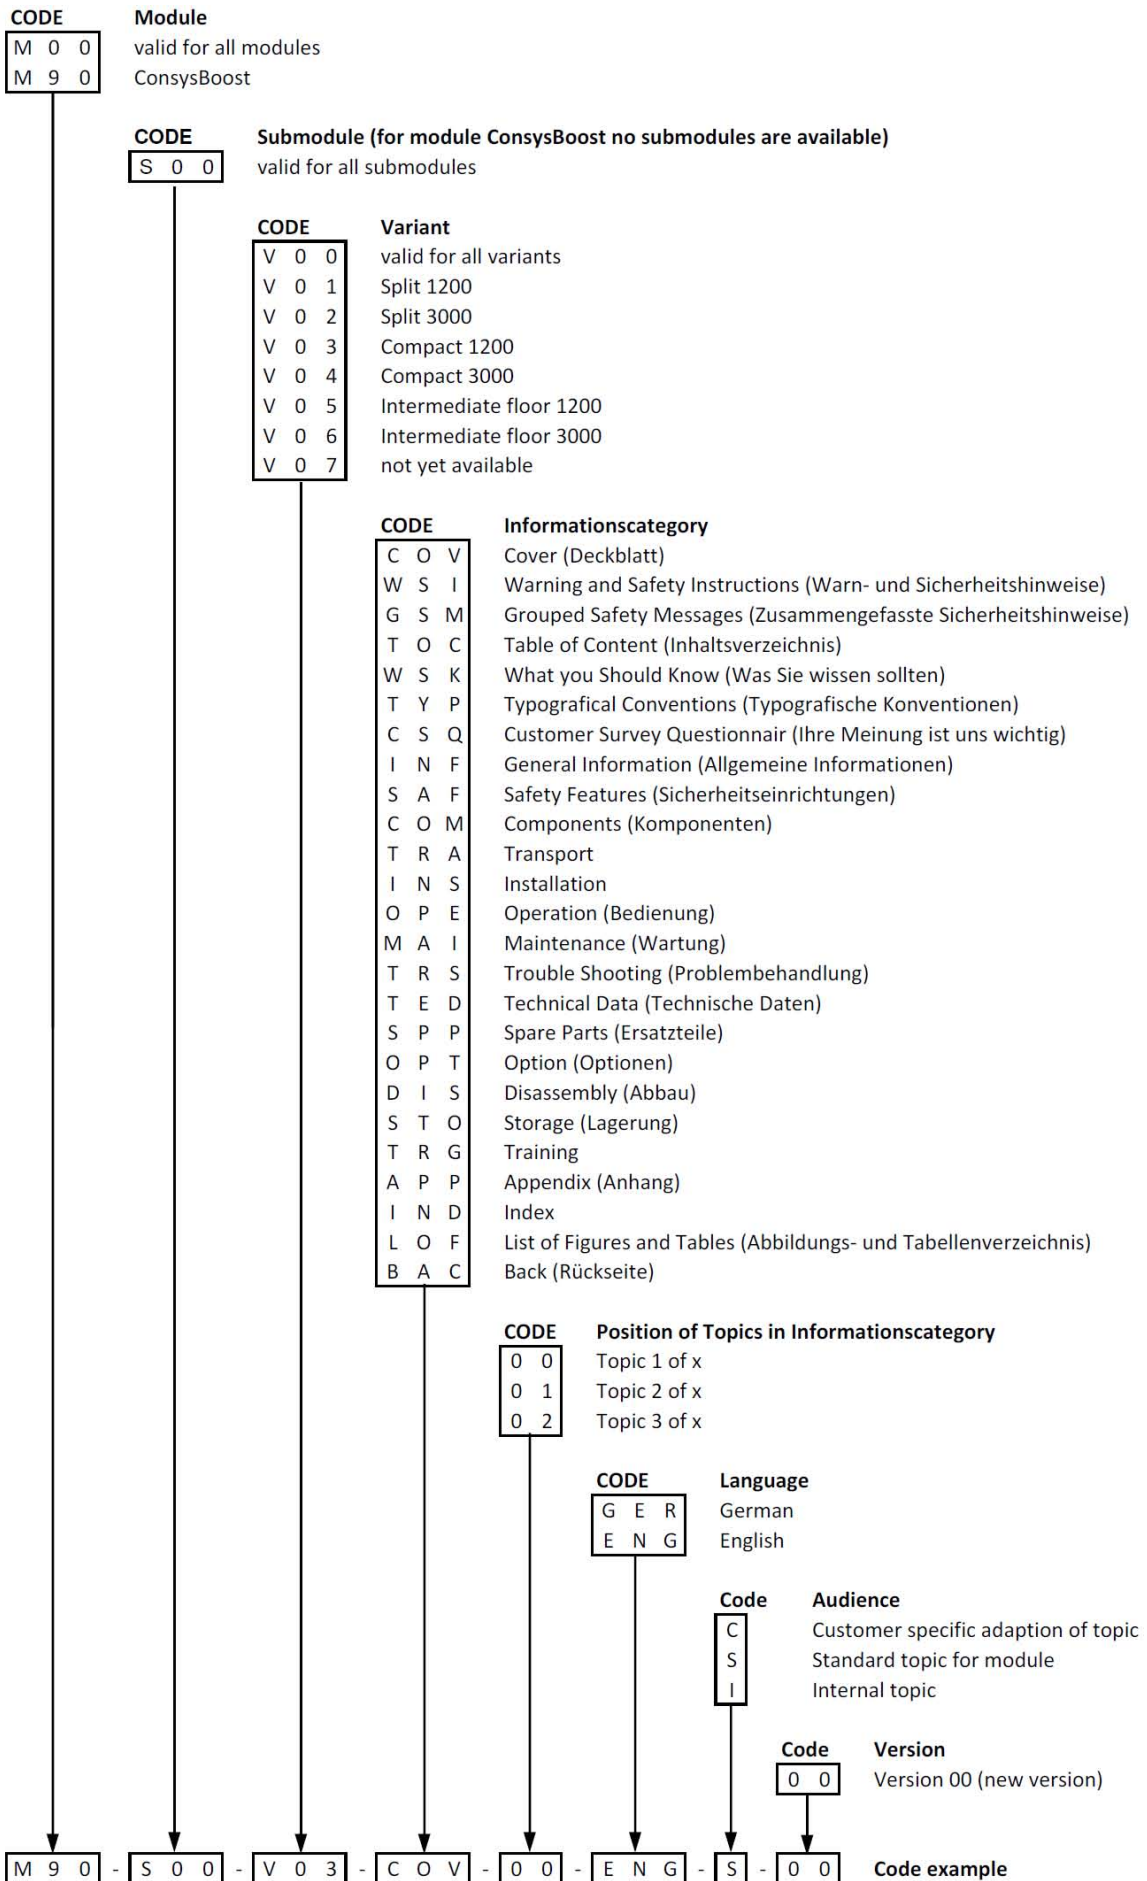 CODE Module
M 0 0 valid for all modules
M 9 0 ConsysBoost
CODE Submodule (for module ConsysBoost no submodules are available)
S 0 0 valid for all submodules
CODE Variant
V 0 0 valid for all variants
V 0 1 Split 1200
V 0 2 Split 3000
V 0 3 Compact 1200
V 0 4 Compact 3000
V 0 5 Intermediate floor 1200
V 0 6 Intermediate floor 3000
V 0 7 not yet available
CODE Informationscategory
C O V Cover (Deckblatt)
W S I Warning and Safety Instructions (Warn- und Sicherheitshinweise)
G S M Grouped Safety Messages (Zusammengefasste Sicherheitshinweise)
T O C Table of Content (Inhaltsverzeichnis)
W S K What you Should Know (Was Sie wissen sollten)
T Y P Typografical Conventions (Typografische Konventionen)
C S Q Customer Survey Questionnair (Ihre Meinung ist uns wichtig)
I N F General Information (Allgemeine Informationen)
S A F Safety Features (Sicherheitseinrichtungen)
C O M Components (Komponenten)
T R A Transport
I N S Installation
O P E Operation (Bedienung)
M A I Maintenance (Wartung)
T R S Trouble Shooting (Problembehandlung)
T E D Technical Data (Technische Daten)
S P P Spare Parts (Ersatzteile)
O P T Option (Optionen)
D I S Disassembly (Abbau)
S T O Storage (Lagerung)
T R G Training
A P P Appendix (Anhang)
I N D Index
L O F List of Figures and Tables (Abbildungs- und Tabellenverzeichnis)
B A C Back (Rückseite)
CODE Position of Topics in Informationscategory
0 0 Topic 1 of x
0 1 Topic 2 of x
0 2 Topic 3 of x
CODE Language
G E R German
E N G English
Code Audience
C Customer specific adaption of topic
S Standard topic for module
I Internal topic
Code Version
0 0 Version 00 (new version)
M 9 0 - S 0 0 - V 0 3 - C O V - 0 0 - E N G - S - 0 0 Code example